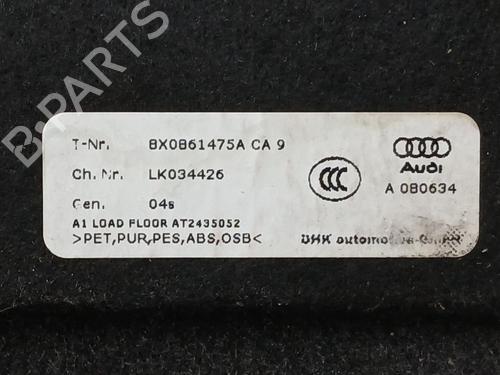 B-PARTS
T-Nr. 8X0861475A CA 9
Ch. Nr. LK034426
Gen. 04s
A1 LOAD FLOOR AT2435052
>PET,PUR,PES,ABS,OSB<
CCC
Audi
A 080634